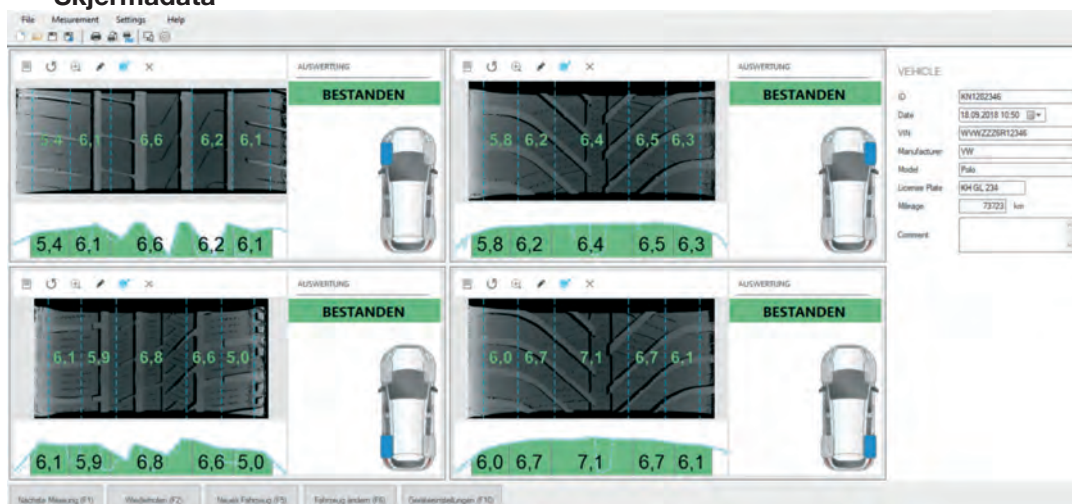 Skjermadata
File Mesurement Settings Help
AUSWERTUNG
BESTANDEN
5,4 6,1 6,6 6,2 6,1
5,4 6,1 6,6 6,2 6,1
AUSWERTUNG
BESTANDEN
5,8 6,2 6,4 6,5 6,3
5,8 6,2 6,4 6,5 6,3
AUSWERTUNG
BESTANDEN
6,1 5,9 6,8 6,6 5,0
6,1 5,9 6,8 6,6 5,0
AUSWERTUNG
BESTANDEN
6,0 6,7 7,1 6,7 6,1
6,0 6,7 7,1 6,7 6,1
VEHICLE
ID KN1202346
Date 18.09.2018 10:50
VIN
Manufacturer VW
Model Polo
License Plate KH GL 234
Mileage 73723 km
Comment
Nächste Messung (F1) Wiederholen (F2) Neues Fahrzeug (F5) Fahrzeug ändern (F6) Geräteeinstellungen (F10)